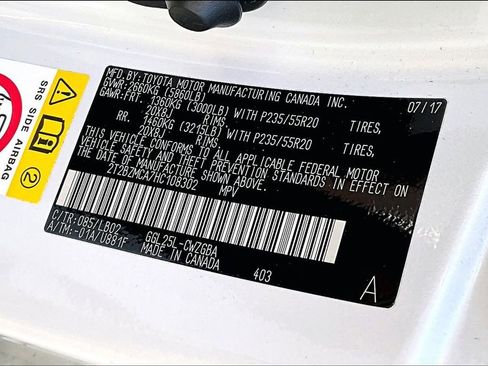 MFD. BY: TOYOTA MOTOR MANUFACTURING CANADA INC.
07/17
GVWR: 2660KG (5860LB)
GAWR: FRT. 1360KG (3000LB) WITH P235/55R20 TIRES,
20X8J RIMS,
RR. 1460KG (3215LB) WITH P235/55R20 TIRES,
20X8J RIMS,
THIS VEHICLE CONFORMS TO ALL APPLICABLE FEDERAL MOTOR
VEHICLE SAFETY AND THEFT PREVENTION STANDARDS IN EFFECT
ON THE DATE OF MANUFACTURE SHOWN ABOVE.
2T2BZMCA7HC108302 MPV
C/TR: 085/LB02 GGL25L-CWZGBA
A/TM: -01A/U881F MADE IN CANADA
403
A
SRS SIDE AIRBAG
2